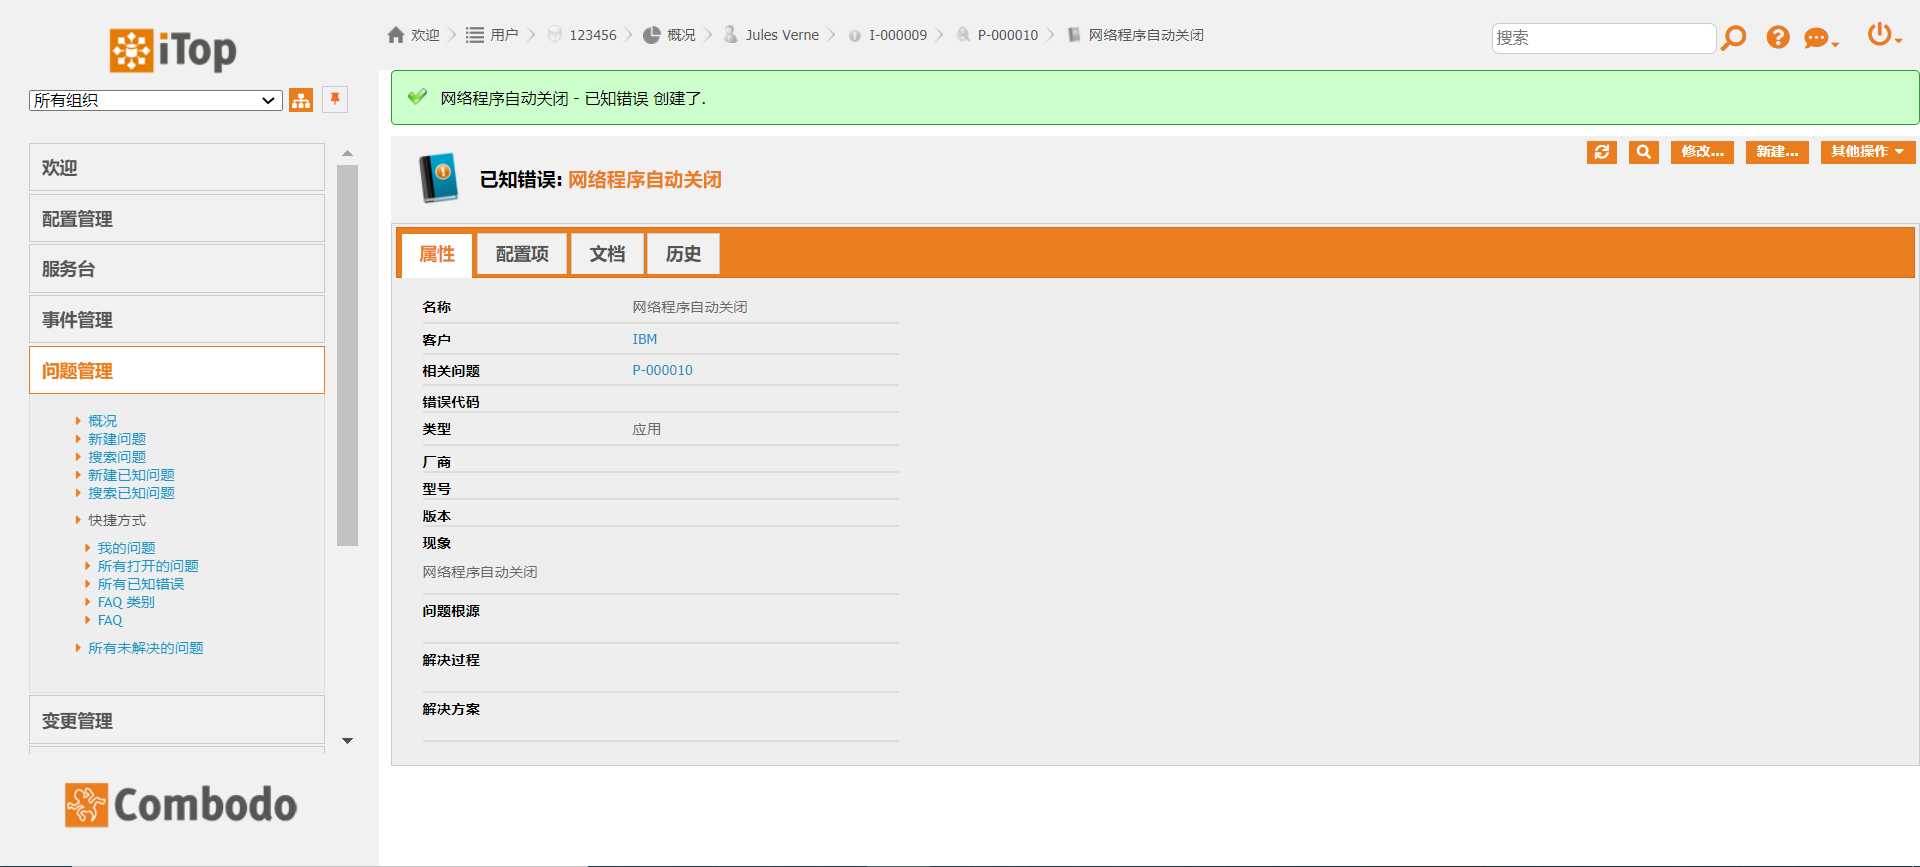 iTop
所有组织
欢迎
用户
123456
概况
Jules Verne
I-000009
P-000010
网络程序自动关闭
搜索
网络程序自动关闭 - 已知错误 创建了.
已知错误: 网络程序自动关闭
修改...
新建...
其他操作
欢迎
配置管理
服务台
事件管理
问题管理
概况
新建问题
搜索问题
新建已知问题
搜索已知问题
快捷方式
我的问题
所有打开的问题
所有已知错误
FAQ 类别
FAQ
所有未解决的问题
变更管理
Combodo
属性
配置项
文档
历史
名称 网络程序自动关闭
客户 IBM
相关问题 P-000010
错误代码
类型 应用
厂商
型号
版本
现象
网络程序自动关闭
问题根源
解决过程
解决方案